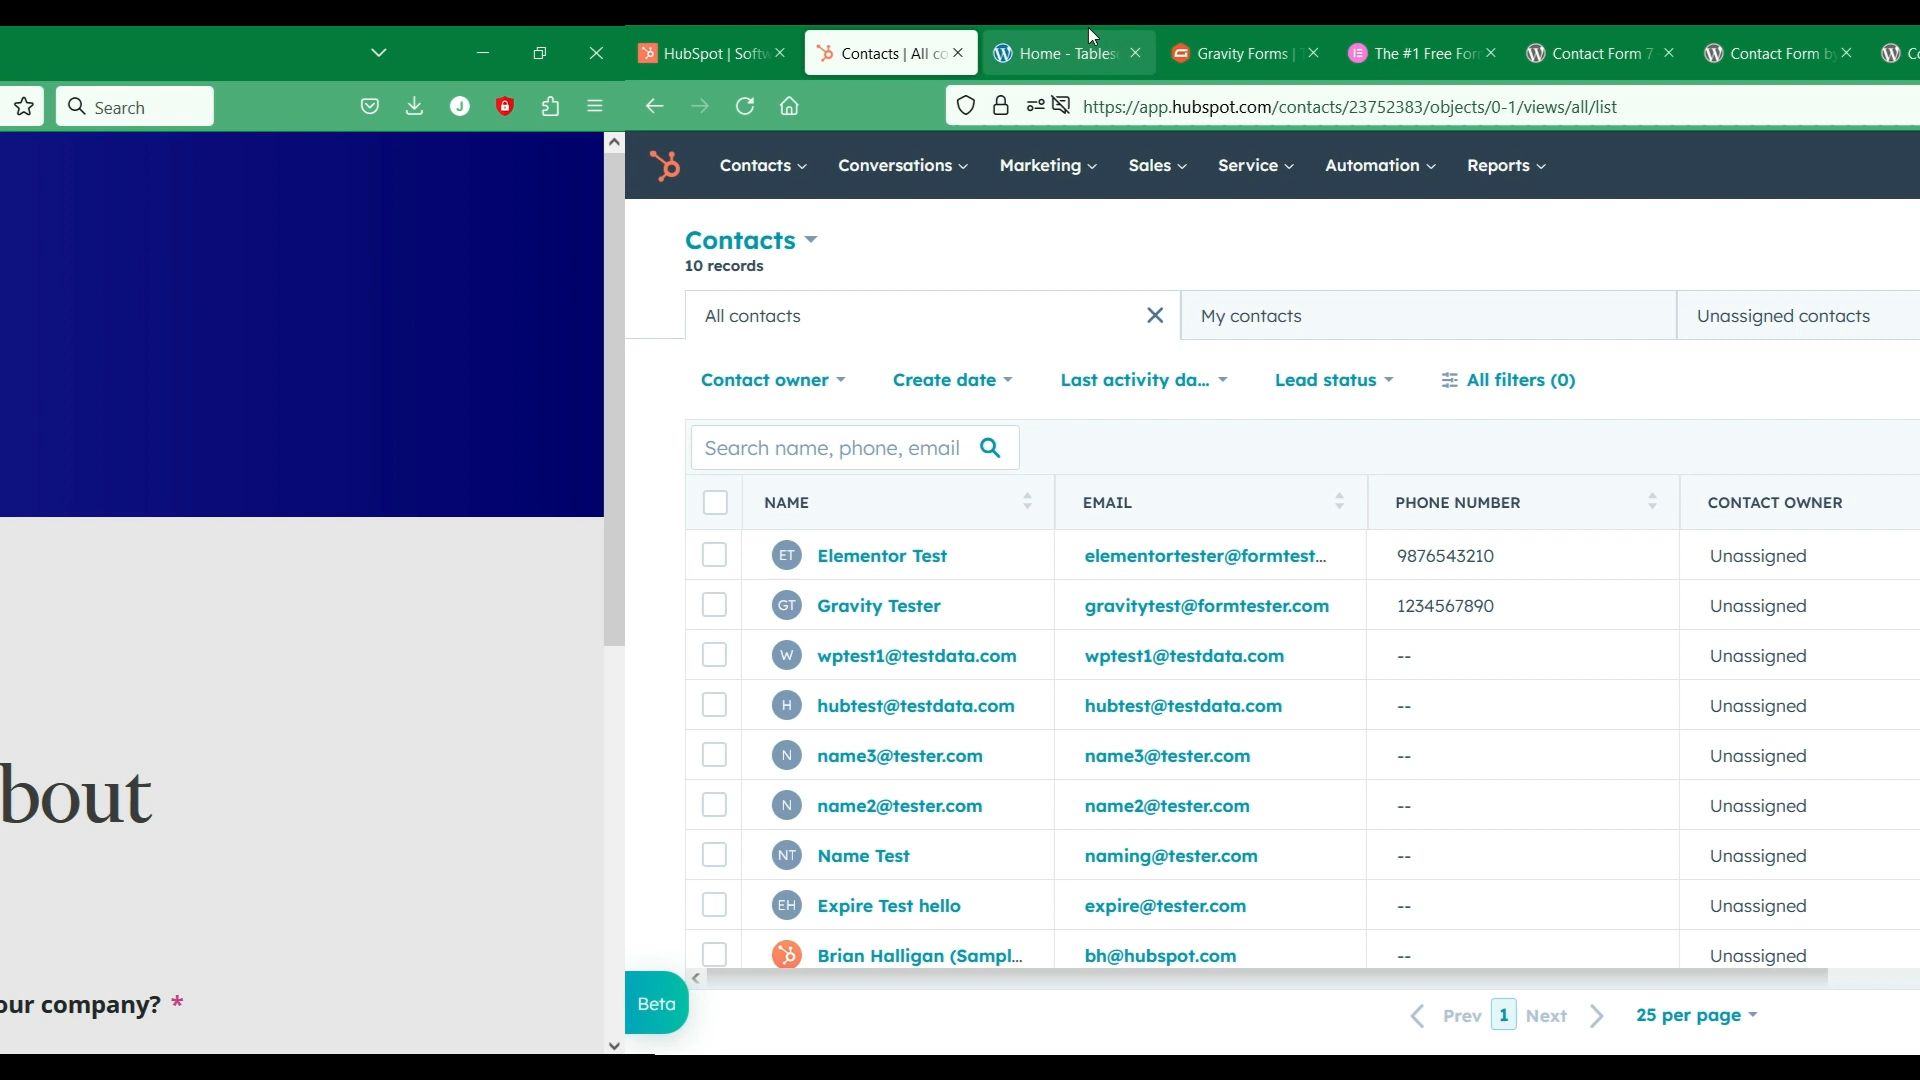 HubSpot | Softw
Contacts | All co
Home - Tables
Gravity Forms |
The #1 Free For
Contact Form 7
Contact Form b
Search
J
https://app.hubspot.com/contacts/23752383/objects/0-1/views/all/list
Contacts
Conversations
Marketing
Sales
Service
Automation
Reports
Contacts
10 records
All contacts
My contacts
Unassigned contacts
Contact owner
Create date
Last activity da...
Lead status
All filters (0)
Search name, phone, email
NAME EMAIL PHONE NUMBER CONTACT OWNER
ET Elementor Test elementortester@formtest... 9876543210 Unassigned
GT Gravity Tester gravitytest@formtester.com 1234567890 Unassigned
W wptest1@testdata.com wptest1@testdata.com -- Unassigned
H hubtest@testdata.com hubtest@testdata.com -- Unassigned
N name3@tester.com name3@tester.com -- Unassigned
N name2@tester.com name2@tester.com -- Unassigned
NT Name Test naming@tester.com -- Unassigned
EH Expire Test hello expire@tester.com -- Unassigned
Brian Halligan (Sampl... bh@hubspot.com -- Unassigned
bout
our company? *
Beta
Prev 1 Next
25 per page